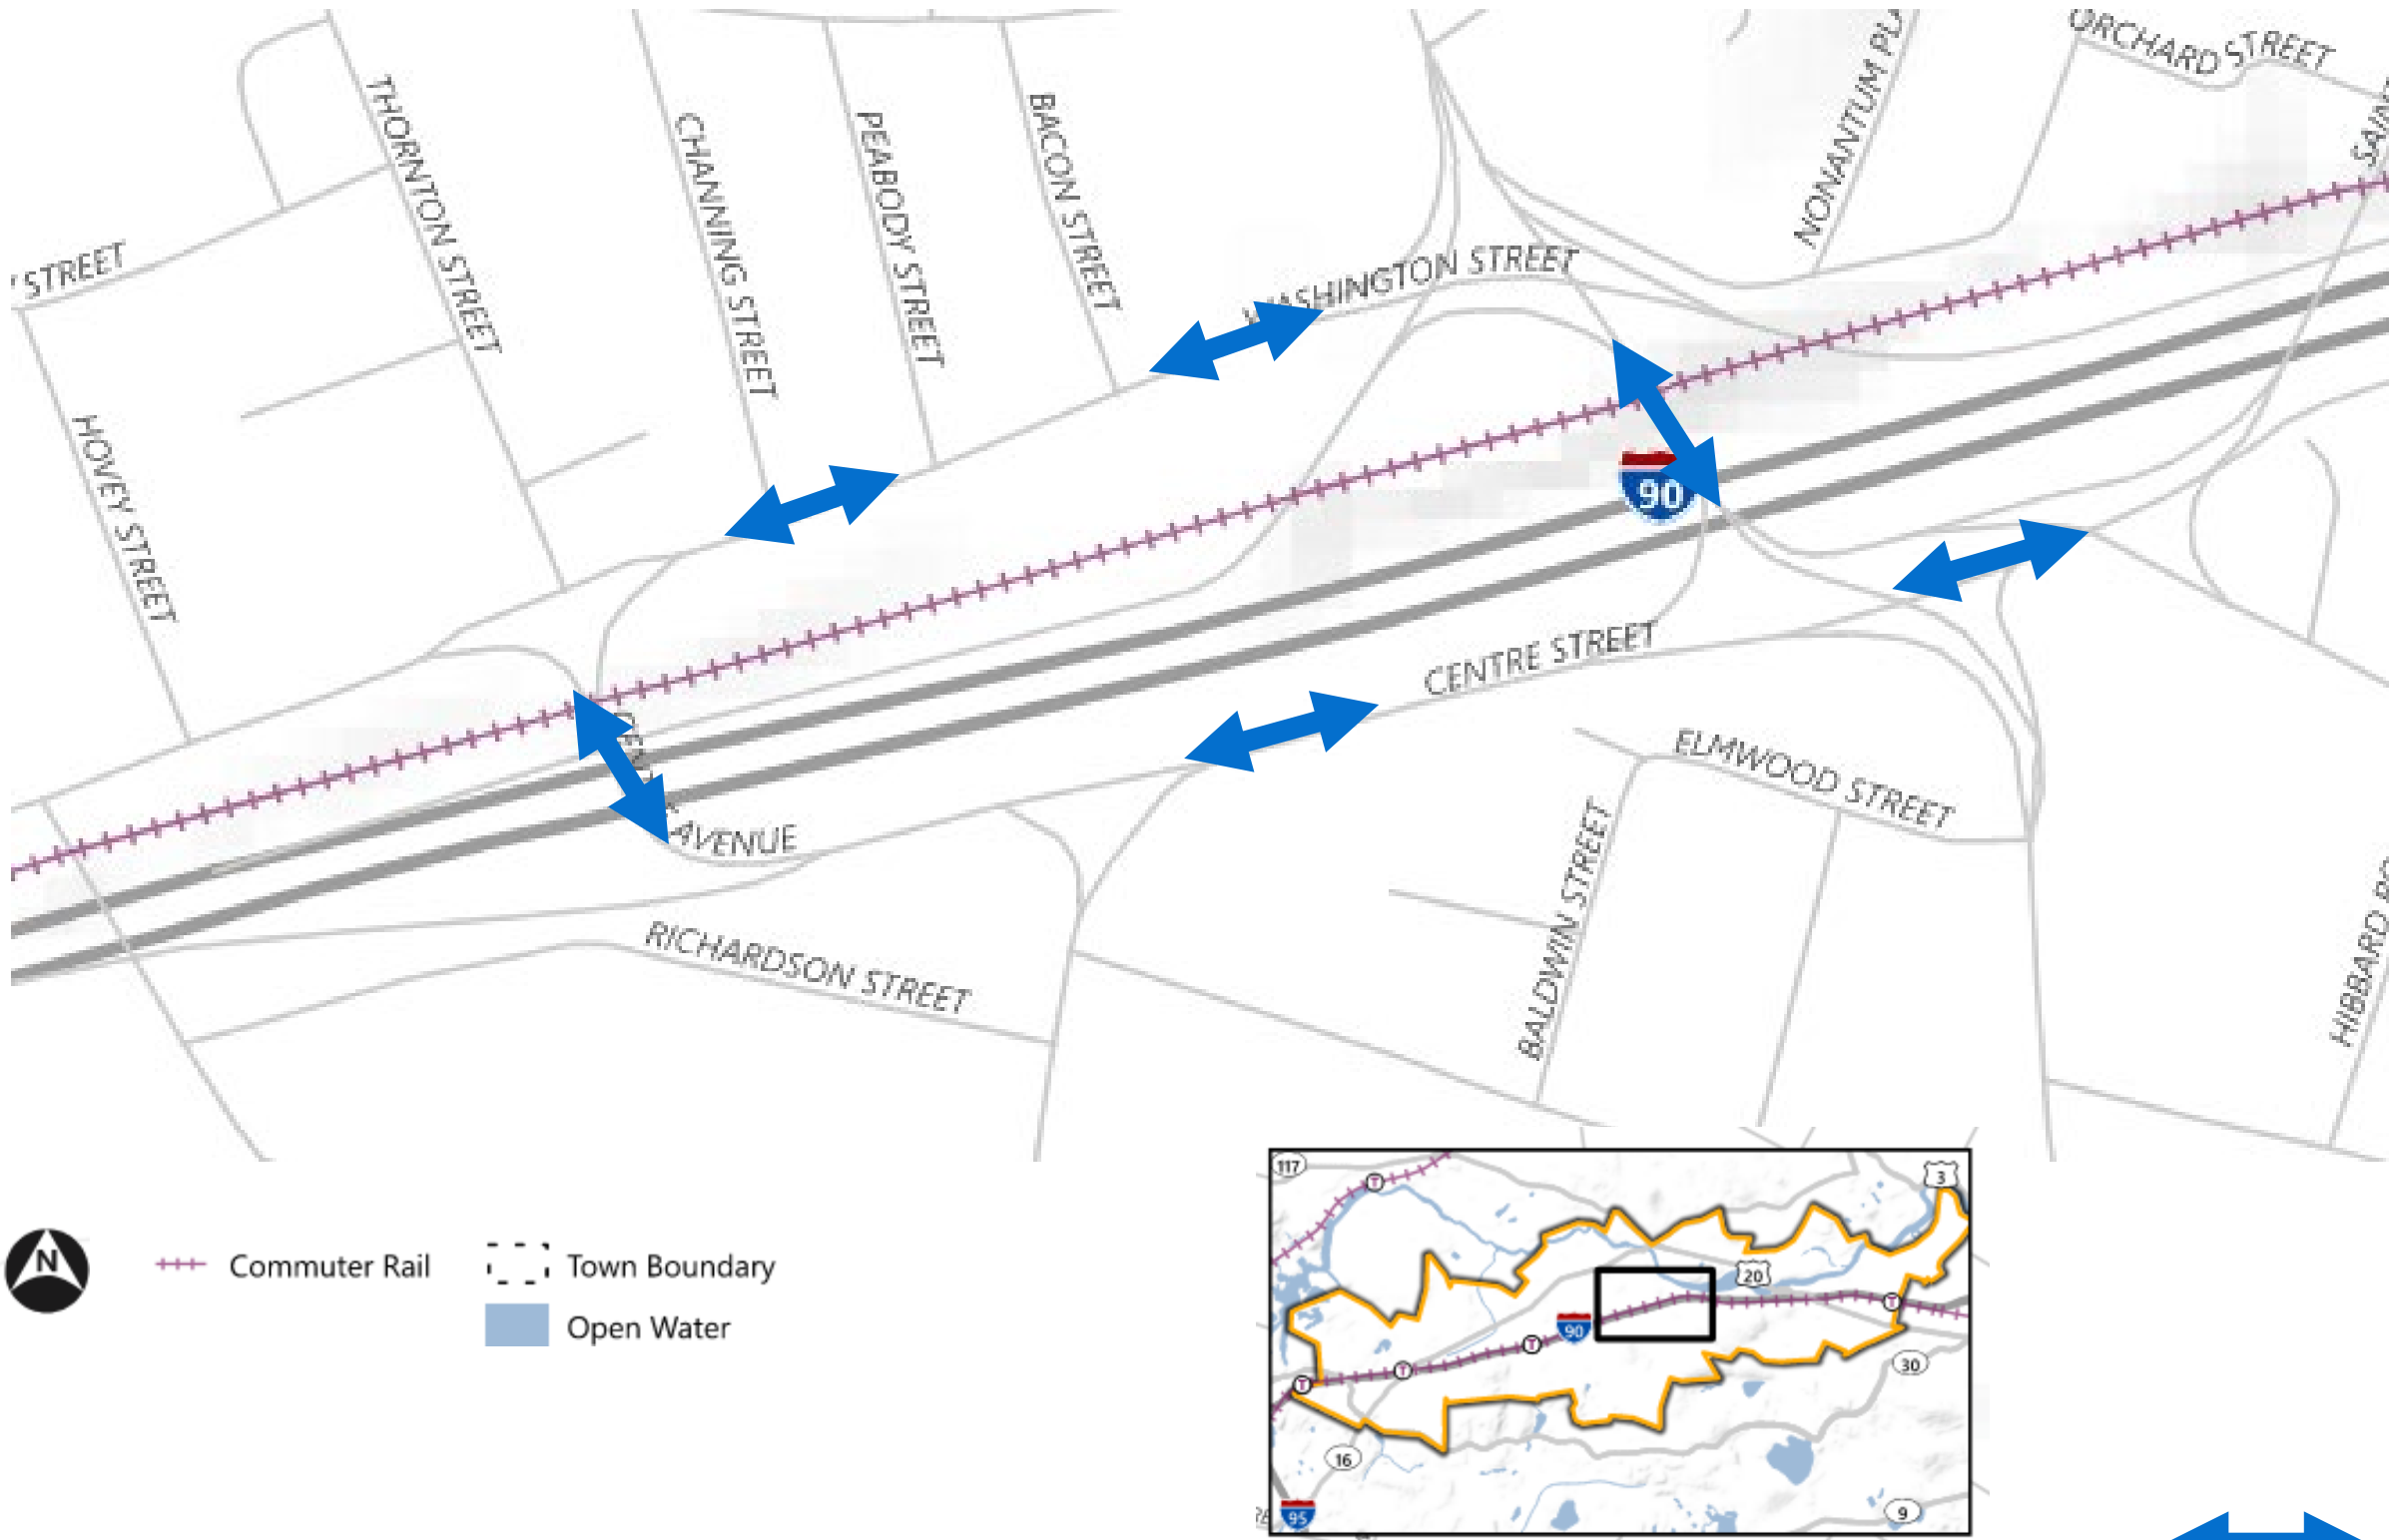 ORCHARD STREET
THORNTON STREET
CHANNING STREET
PEABODY STREET
BACON STREET
STREET
HOVEY STREET
WASHINGTON STREET
90
CENTRE STREET
AVENUE
RICHARDSON STREET
ELMWOOD STREET
BALDWIN STREET
N
Commuter Rail
Town Boundary
Open Water
117
T
3
20
90
T
T
T
T
30
16
95
9